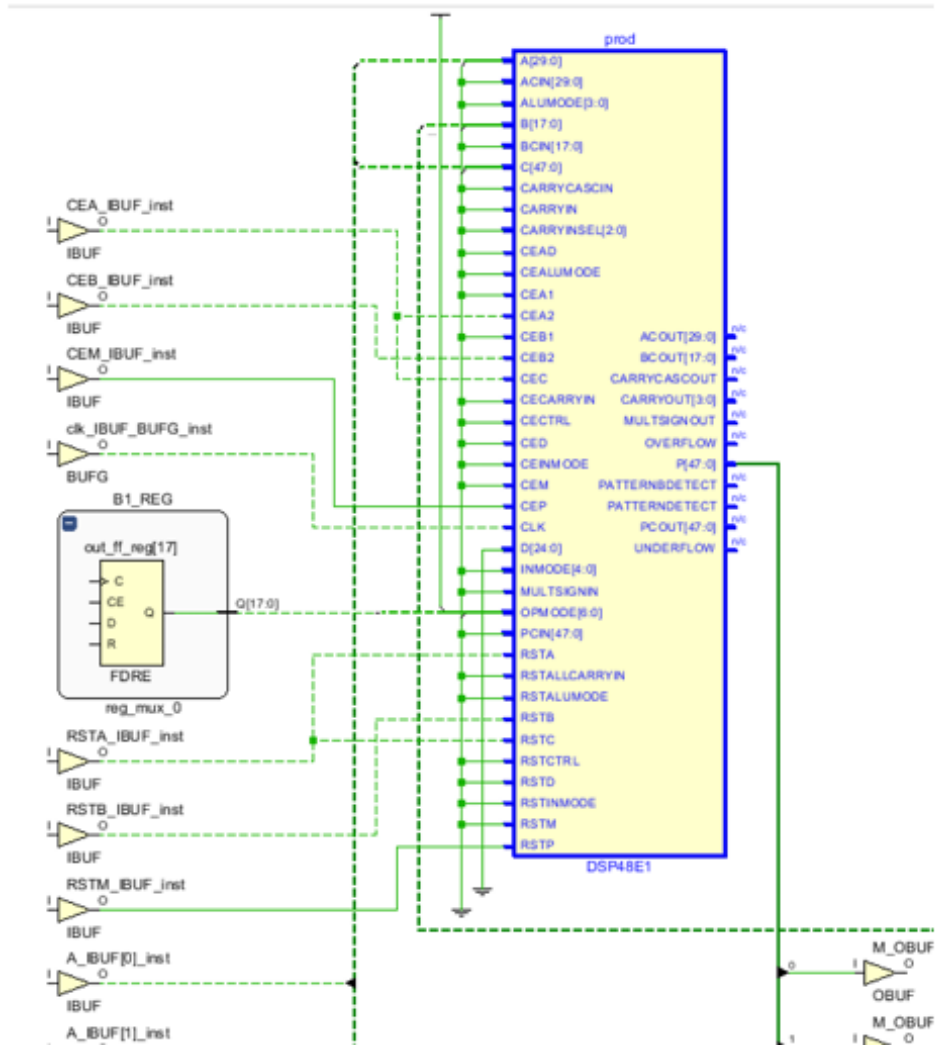 prod
A[29:0]
ACIN[29:0]
ALUMODE[3:0]
B[17:0]
BCIN[17:0]
C[47:0]
CARRYCASCIN
CARRYIN
CARRYINSEL[2:0]
CEAD
CEALUMODE
CEA1
CEA2
CEB1
CEB2
CEC
CECARRYIN
CECTRL
CED
CEINMODE
CEM
CEP
CLK
D[24:0]
INMODE[4:0]
MULTSIGNIN
OPMODE[6:0]
PCIN[47:0]
RSTA
RSTALLCARRYIN
RSTALUMODE
RSTB
RSTC
RSTCTRL
RSTD
RSTINMODE
RSTM
RSTP
ACOUT[29:0] n/c
BCOUT[17:0] n/c
CARRYCASCOUT n/c
CARRYOUT[3:0] n/c
MULTSIGNOUT n/c
OVERFLOW n/c
P[47:0]
PATTERNBDETECT n/c
PATTERNDETECT n/c
PCOUT[47:0] n/c
UNDERFLOW n/c
DSP48E1
CEA_IBUF_inst
I O
IBUF
CEB_IBUF_inst
I O
IBUF
CEM_IBUF_inst
I O
IBUF
clk_IBUF_BUFG_inst
I O
BUFG
B1_REG
out_ff_reg[17]
C
CE
D
R
Q
FDRE
Q[17:0]
reg_mux_0
RSTA_IBUF_inst
I O
IBUF
RSTB_IBUF_inst
I O
IBUF
RSTM_IBUF_inst
I O
IBUF
A_IBUF[0]_inst
I O
IBUF
A_IBUF[1]_inst
I O
M_OBUF
0 I O
OBUF
M_OBUF
1 I O